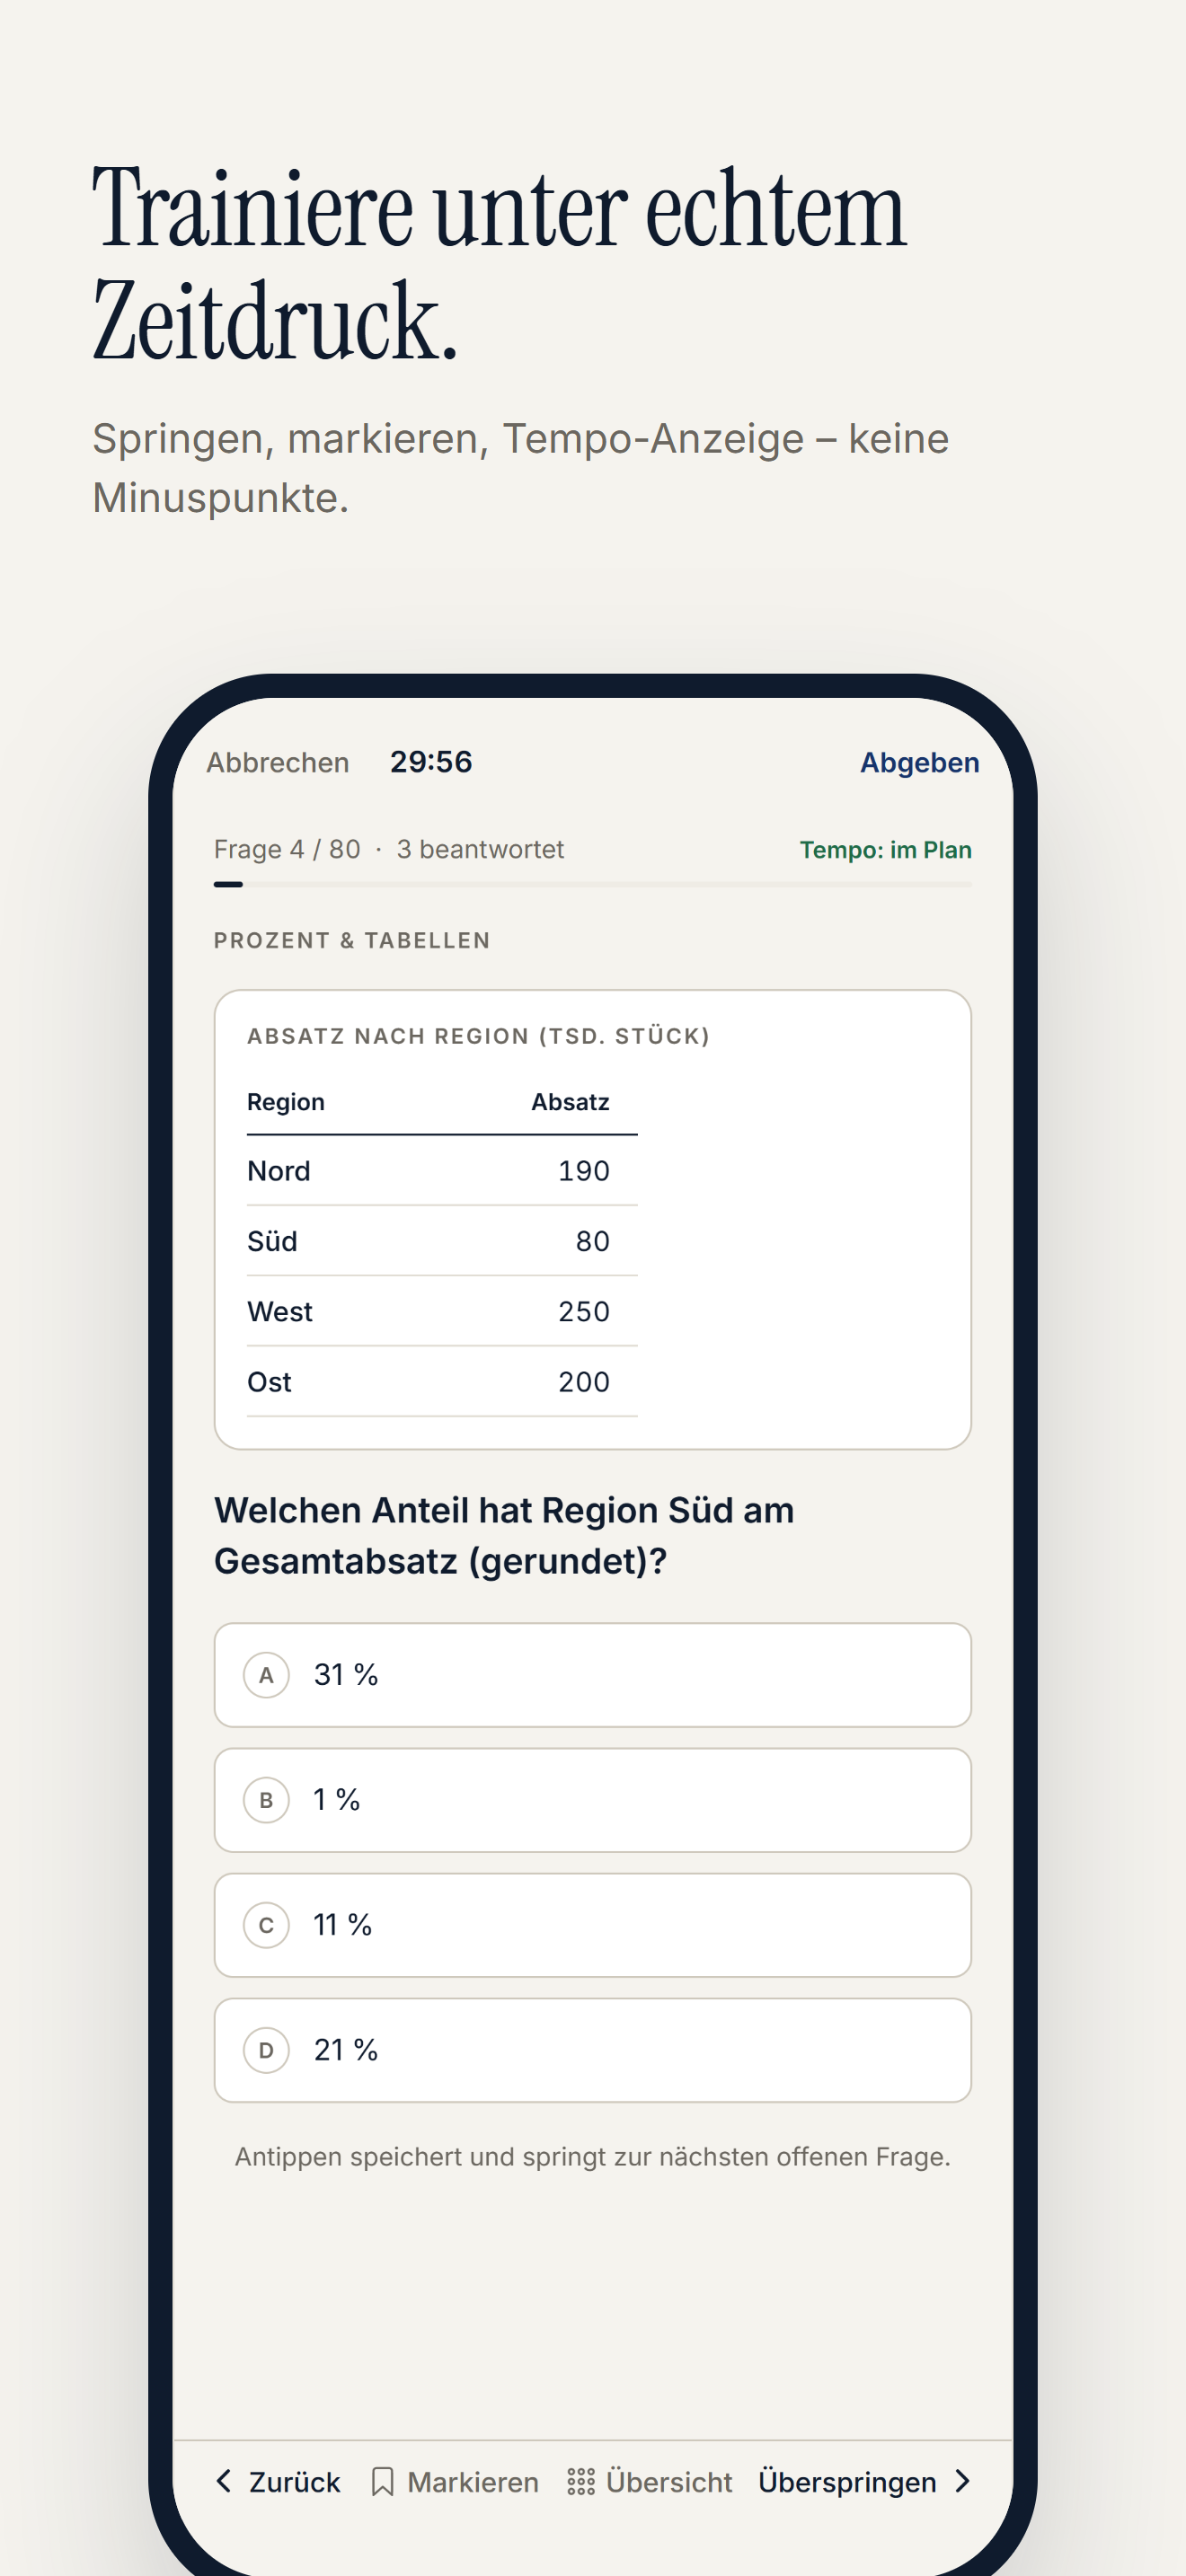 Trainiere unter echtem
Zeitdruck.
Springen, markieren, Tempo-Anzeige – keine
Minuspunkte.
Abbrechen 29:56 Abgeben
Frage 4 / 80 · 3 beantwortet Tempo: im Plan
PROZENT & TABELLEN
ABSATZ NACH REGION (TSD. STÜCK)
Region Absatz
Nord 190
Süd 80
West 250
Ost 200
Welchen Anteil hat Region Süd am
Gesamtabsatz (gerundet)?
A 31 %
B 1 %
C 11 %
D 21 %
Antippen speichert und springt zur nächsten offenen Frage.
Zurück Markieren Übersicht Überspringen